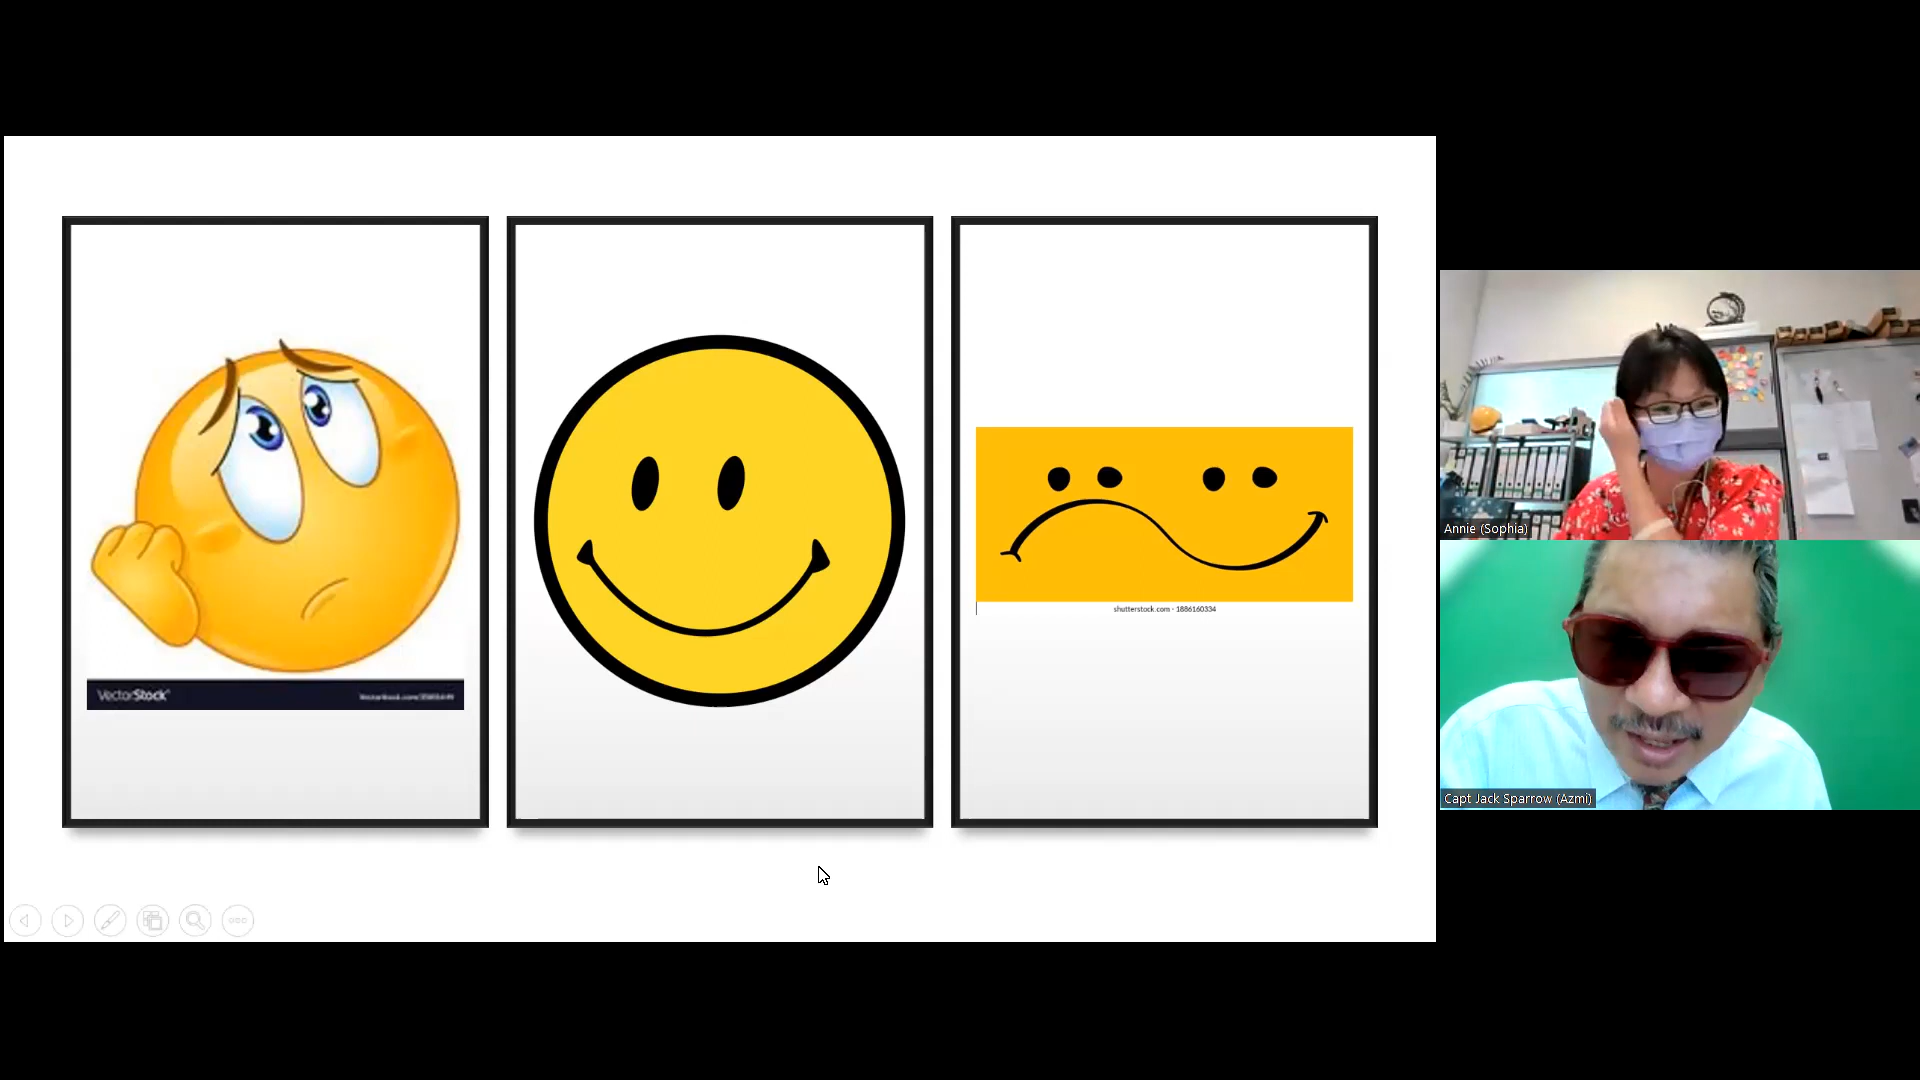 VectorStock®
shutterstock.com · 1886160334
Annie (Sophia)
Capt Jack Sparrow (Azmi)